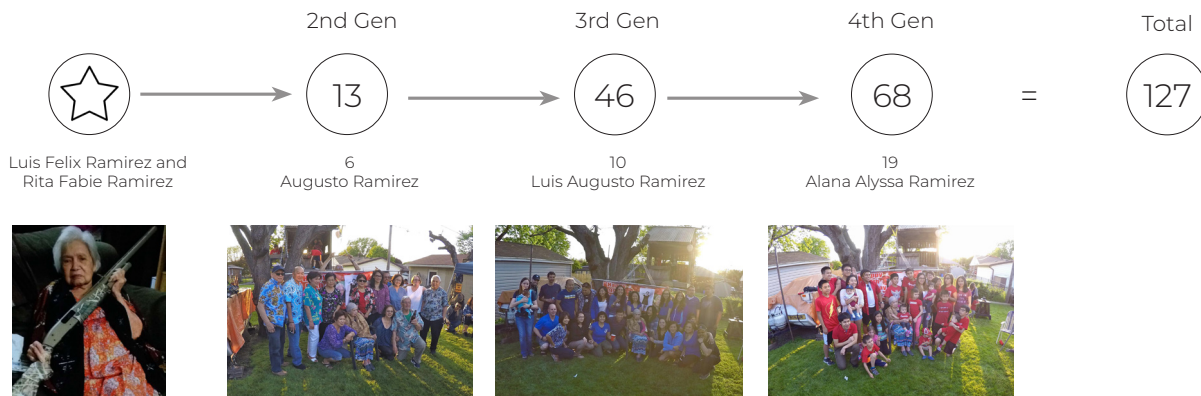 2nd Gen
3rd Gen
4th Gen
Total
13
46
68
=
127
Luis Felix Ramirez and
Rita Fabie Ramirez
6
Augusto Ramirez
10
Luis Augusto Ramirez
19
Alana Alyssa Ramirez